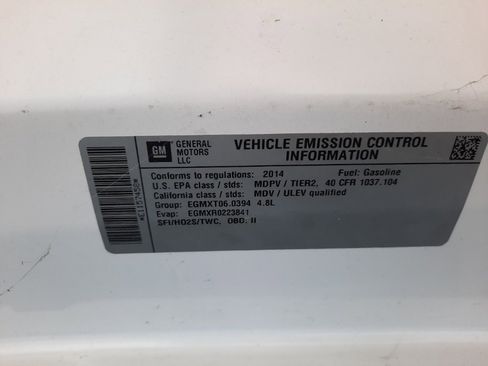 GM
GENERAL
MOTORS
LLC
VEHICLE EMISSION CONTROL
INFORMATION
Conforms to regulations: 2014 Fuel: Gasoline
U.S. EPA class / stds: MDPV / TIER2, 40 CFR 1037.104
California class / stds: MDV / ULEV qualified
Group: EGMXT06.0394 4.8L
Evap: EGMXR0223841
SFI/HO2S/TWC, OBD: II